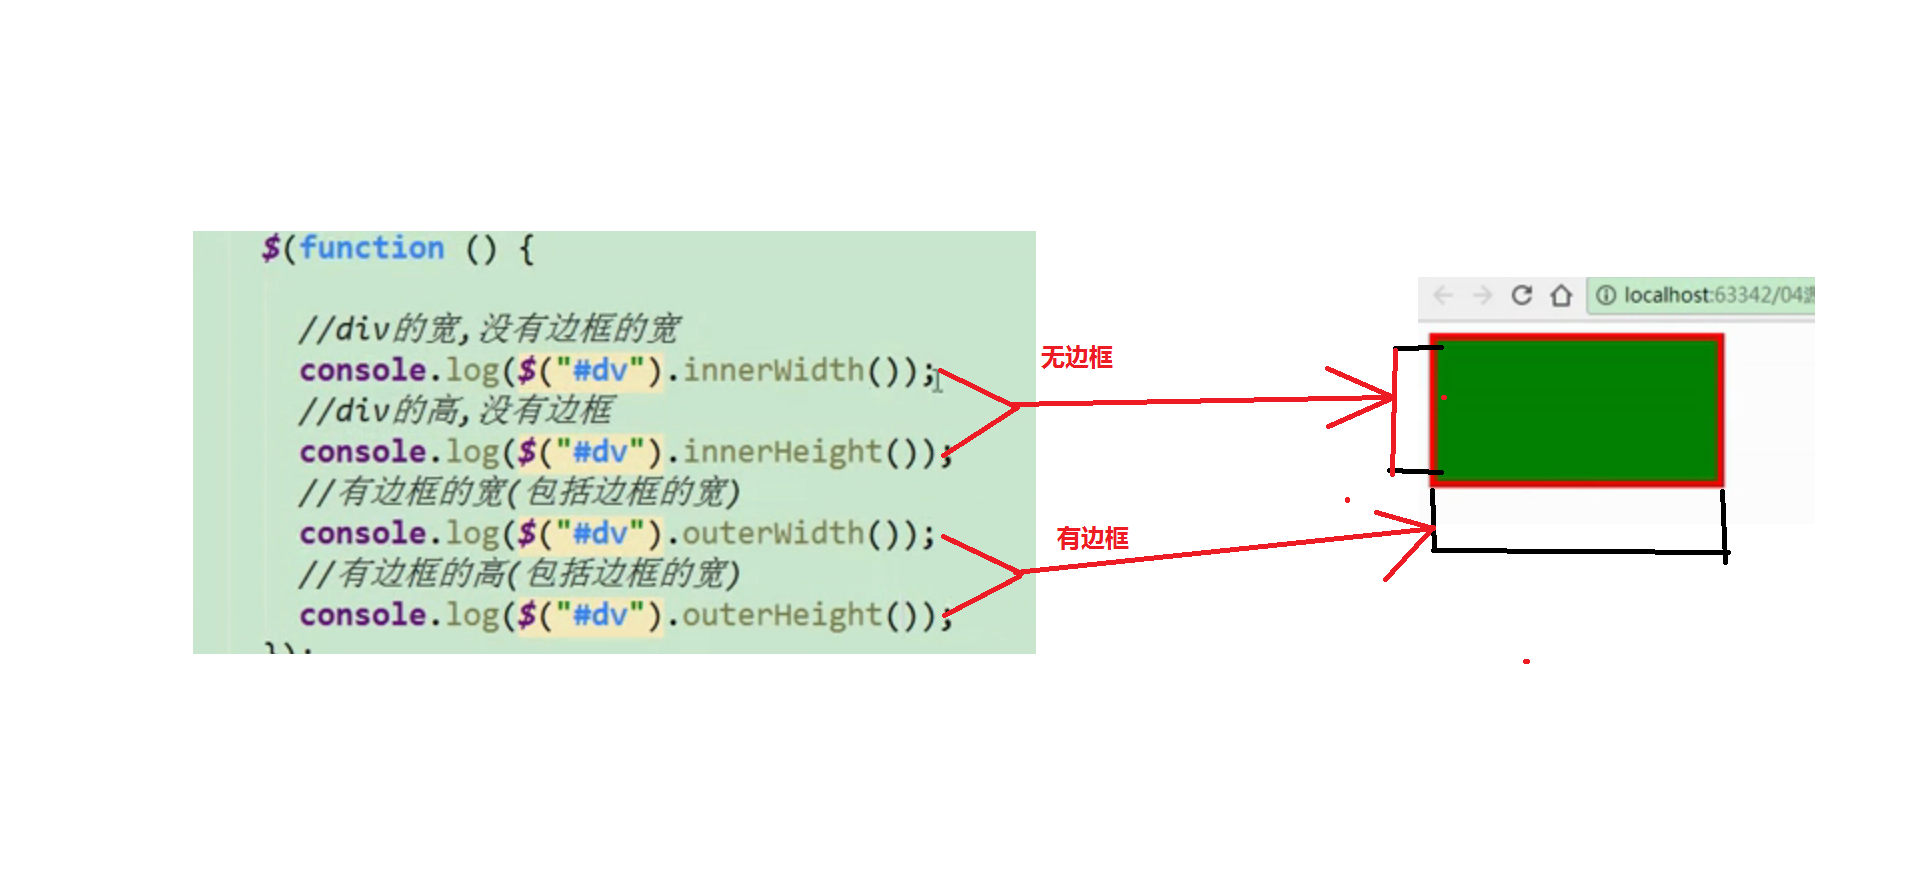 $(function () {
//div的宽,没有边框的宽
console.log($("#dv").innerWidth());
//div的高,没有边框
console.log($("#dv").innerHeight());
//有边框的宽(包括边框的宽)
console.log($("#dv").outerWidth());
//有边框的高(包括边框的宽)
console.log($("#dv").outerHeight());
});
无边框
有边框
localhost:63342/04